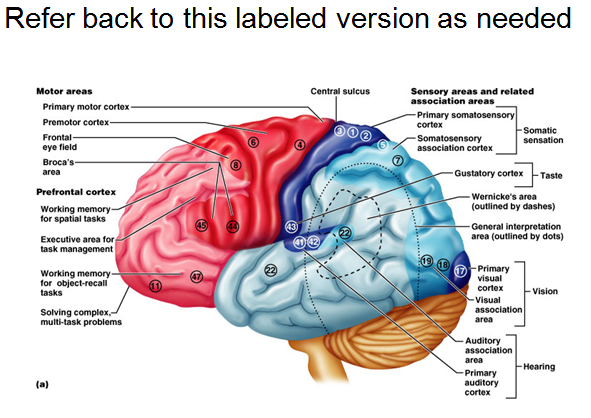 Refer back to this labeled version as needed
Motor areas
Primary motor cortex
Premotor cortex
Frontal
eye field
Broca's
area
Prefrontal cortex
Working memory
for spatial tasks
Executive area for
task management
Working memory
for object-recall
tasks
Solving complex,
multi-task problems
(a)
Central sulcus
6
4
8
45
44
47
11
3 1 2
5
7
43
41 42
22
22
19 18
17
Sensory areas and related
association areas
Primary somatosensory
cortex
Somatosensory
association cortex
Somatic
sensation
Gustatory cortex
Taste
Wernicke's area
(outlined by dashes)
General interpretation
area (outlined by dots)
Primary
visual
cortex
Visual
association
area
Vision
Auditory
association
area
Primary
auditory
cortex
Hearing